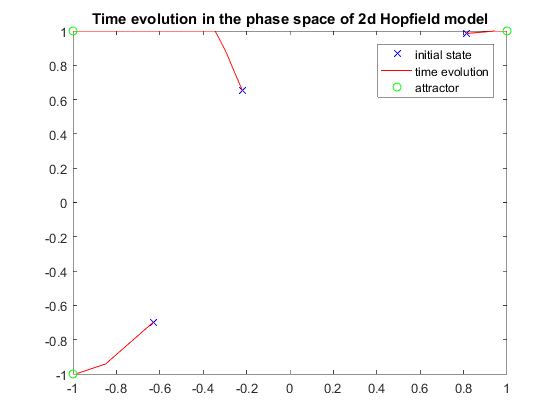 Time evolution in the phase space of 2d Hopfield model
1
0.8
0.6
0.4
0.2
0
-0.2
-0.4
-0.6
-0.8
-1
initial state
time evolution
attractor
-1 -0.8 -0.6 -0.4 -0.2 0 0.2 0.4 0.6 0.8 1